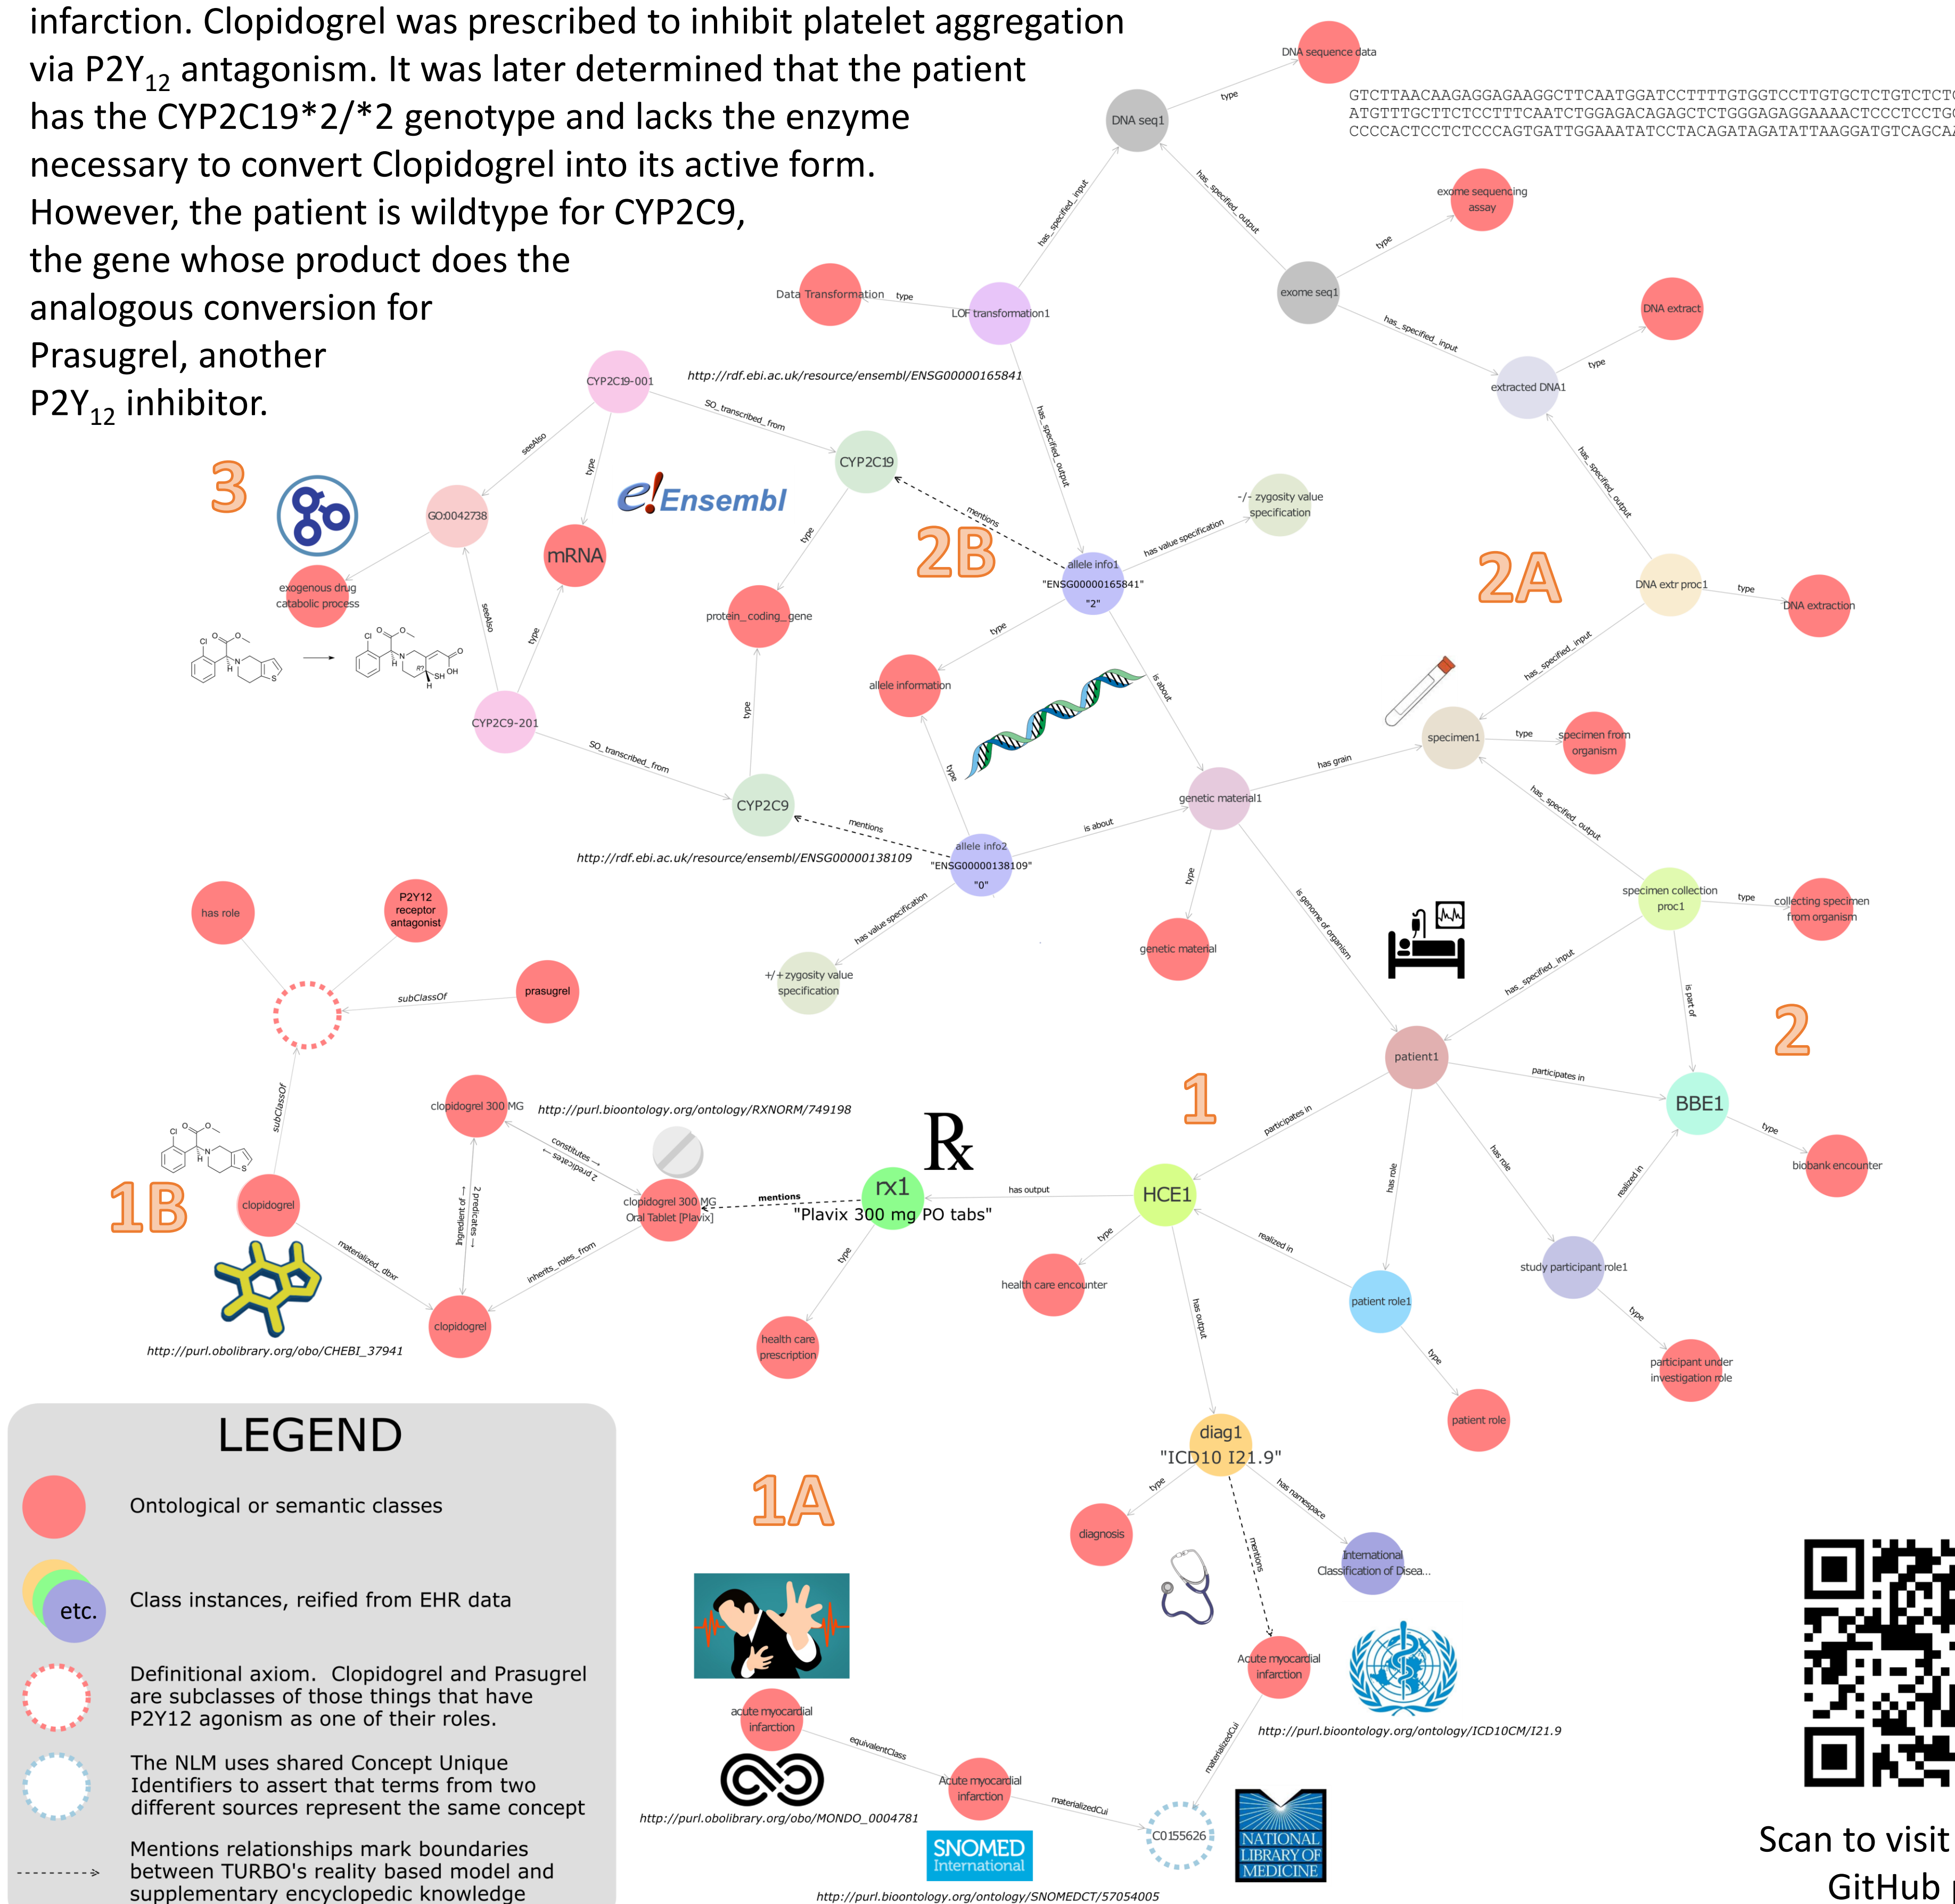 infarction. Clopidogrel was prescribed to inhibit platelet aggregation
via P2Y12 antagonism. It was later determined that the patient
has the CYP2C19*2/*2 genotype and lacks the enzyme
necessary to convert Clopidogrel into its active form.
However, the patient is wildtype for CYP2C9,
the gene whose product does the
analogous conversion for
Prasugrel, another
P2Y12 inhibitor.
DNA sequence data
type
DNA seq1
GTCTTAACAAGAGGAGAAGGCTTCAATGGATCCTTTTGTGGTCCTTGTGCTCTGTCTCT
ATGTTTGCTTCTCCTTTCAATCTGGAGACAGAGCTCTGGGAGAGGAAAACTCCCTCCTG
CCCCACTCCTCTCCCAGTGATTGGAAATATCCTACAGATAGATATTAAGGATGTCAGCA
has_specified_input
has_specified_output
exome sequencing
assay
type
exome seq1
Data Transformation
type
LOF transformation1
has_specified_input
DNA extract
type
extracted DNA1
http://rdf.ebi.ac.uk/resource/ensembl/ENSG00000165841
CYP2C19-001
SO_transcribed_from
seeAlso
type
has_specified_output
has_specified_output
CYP2C19
3
e!Ensembl
GO:0042738
mRNA
exogenous drug
catabolic process
mentions
2B
-/- zygosity value
specification
has value specification
allele info1
"ENSG00000165841"
"2"
2A
DNA extr proc1
type
DNA extraction
type
protein_coding_gene
seeAlso
type
type
has_specified_input
Cl
O
O
N
H
S
Cl
O
O
N
H
R?
O
OH
SH
H
allele information
is about
CYP2C9-201
type
SO_transcribed_from
type
specimen1
type
specimen from
organism
has grain
genetic material1
CYP2C9
mentions
is about
has_specified_output
http://rdf.ebi.ac.uk/resource/ensembl/ENSG00000138109
allele info2
"ENSG00000138109"
"0"
type
is genome of organism
specimen collection
proc1
type
collecting specimen
from organism
has role
P2Y12
receptor
antagonist
has value specification
genetic material
+/+ zygosity value
specification
has_specified_input
is part of
prasugrel
subClassOf
2
patient1
participates in
BBE1
subClassOf
1
clopidogrel 300 MG
http://purl.bioontology.org/ontology/RXNORM/749198
participates in
has role
has role
type
biobank encounter
realized in
constitutes →
2 predicates →
Rx
Cl
O
O
N
H
S
1B
clopidogrel
2 predicates →
Ingredient of →
clopidogrel 300 MG
Oral Tablet [Plavix]
mentions
rx1
"Plavix 300 mg PO tabs"
has output
HCE1
materialized_dbxr
inherits_roles_from
type
type
realized in
study participant role1
health care encounter
has output
patient role1
type
clopidogrel
health care
prescription
http://purl.obolibrary.org/obo/CHEBI_37941
type
participant under
investigation role
patient role
LEGEND
Ontological or semantic classes
etc.
Class instances, reified from EHR data
Definitional axiom. Clopidogrel and Prasugrel
are subclasses of those things that have
P2Y12 agonism as one of their roles.
The NLM uses shared Concept Unique
Identifiers to assert that terms from two
different sources represent the same concept
Mentions relationships mark boundaries
between TURBO's reality based model and
supplementary encyclopedic knowledge
diag1
"ICD10 I21.9"
1A
type
has namespace
mentions
diagnosis
International
Classification of Disea...
Acute myocardial
infarction
http://purl.bioontology.org/ontology/ICD10CM/I21.9
acute myocardial
infarction
equivalentClass
materializedCui
Acute myocardial
infarction
http://purl.obolibrary.org/obo/MONDO_0004781
materializedCui
C0155626
SNOMED
International
NATIONAL
LIBRARY OF
MEDICINE
http://purl.bioontology.org/ontology/SNOMEDCT/57054005
Scan to visit
GitHub